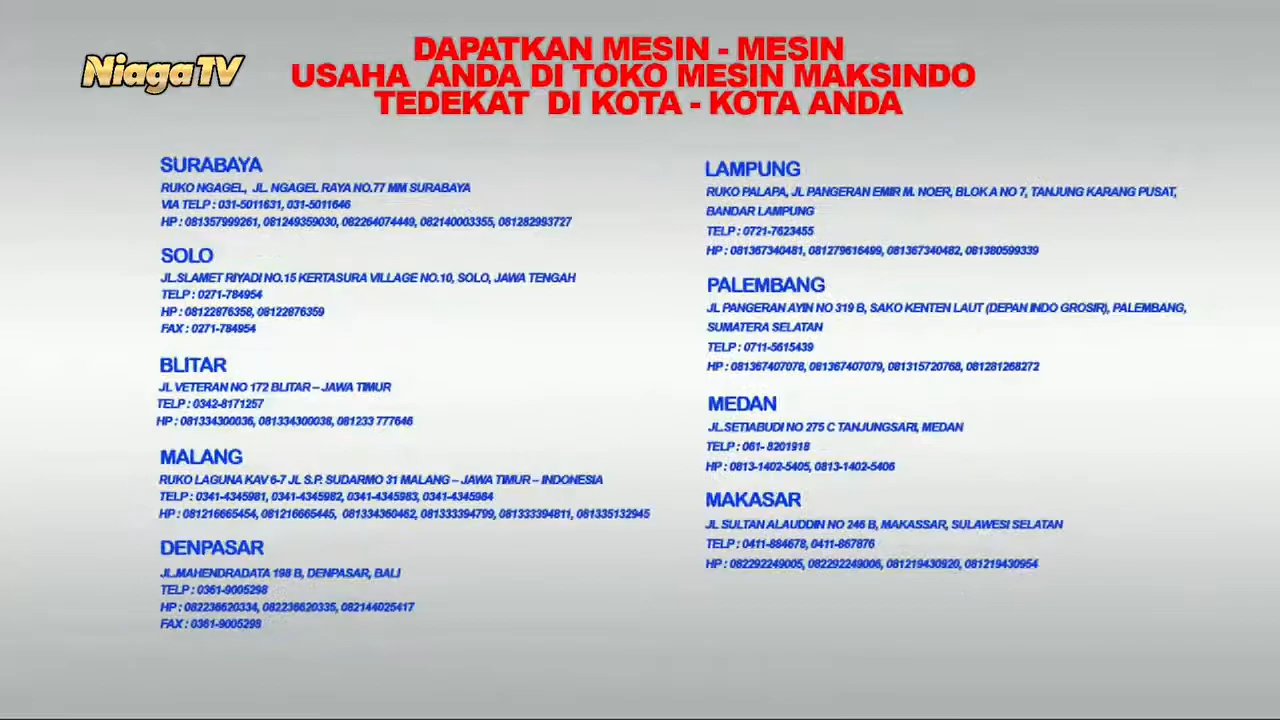 NiagaTV
DAPATKAN MESIN - MESIN
USAHA ANDA DI TOKO MESIN MAKSINDO
TEDEKAT DI KOTA - KOTA ANDA
SURABAYA
RUKO NGAGEL, JL. NGAGEL RAYA NO.77 MM SURABAYA
VIA TELP : 031-5011631, 031-5011646
HP : 081357999261, 081249359030, 082264074449, 082140003355, 081282993727
SOLO
JL.SLAMET RIYADI NO.15 KERTASURA VILLAGE NO.10, SOLO, JAWA TENGAH
TELP : 0271-784954
HP : 08122876358, 08122876359
FAX : 0271-784954
BLITAR
JL VETERAN NO 172 BLITAR – JAWA TIMUR
TELP : 0342-8171257
HP : 081334300036, 081334300038, 081233 777646
MALANG
RUKO LAGUNA KAV 6-7 JL S.P. SUDARMO 31 MALANG – JAWA TIMUR – INDONESIA
TELP : 0341-4345981, 0341-4345982, 0341-4345983, 0341-4345984
HP : 081216665454, 081216665445, 081334360462, 081333394799, 081333394811, 081335132945
DENPASAR
JL.MAHENDRADATA 198 B, DENPASAR, BALI
TELP : 0361-9005298
HP : 082236620334, 082236620335, 082144025417
FAX : 0361-9005298
LAMPUNG
RUKO PALAPA, JL PANGERAN EMIR M. NOER, BLOK A NO 7, TANJUNG KARANG PUSAT,
BANDAR LAMPUNG
TELP : 0721-7623455
HP : 081367340481, 081279616499, 081367340482, 081380599339
PALEMBANG
JL PANGERAN AYIN NO 319 B, SAKO KENTEN LAUT (DEPAN INDO GROSIR), PALEMBANG,
SUMATERA SELATAN
TELP : 0711-5615439
HP : 081367407078, 081367407079, 081315720768, 081281268272
MEDAN
JL.SETIABUDI NO 275 C TANJUNGSARI, MEDAN
TELP : 061- 8201918
HP : 0813-1402-5405, 0813-1402-5406
MAKASAR
JL SULTAN ALAUDDIN NO 246 B, MAKASSAR, SULAWESI SELATAN
TELP : 0411-884678, 0411-867876
HP : 082292249005, 082292249006, 081219430920, 081219430954